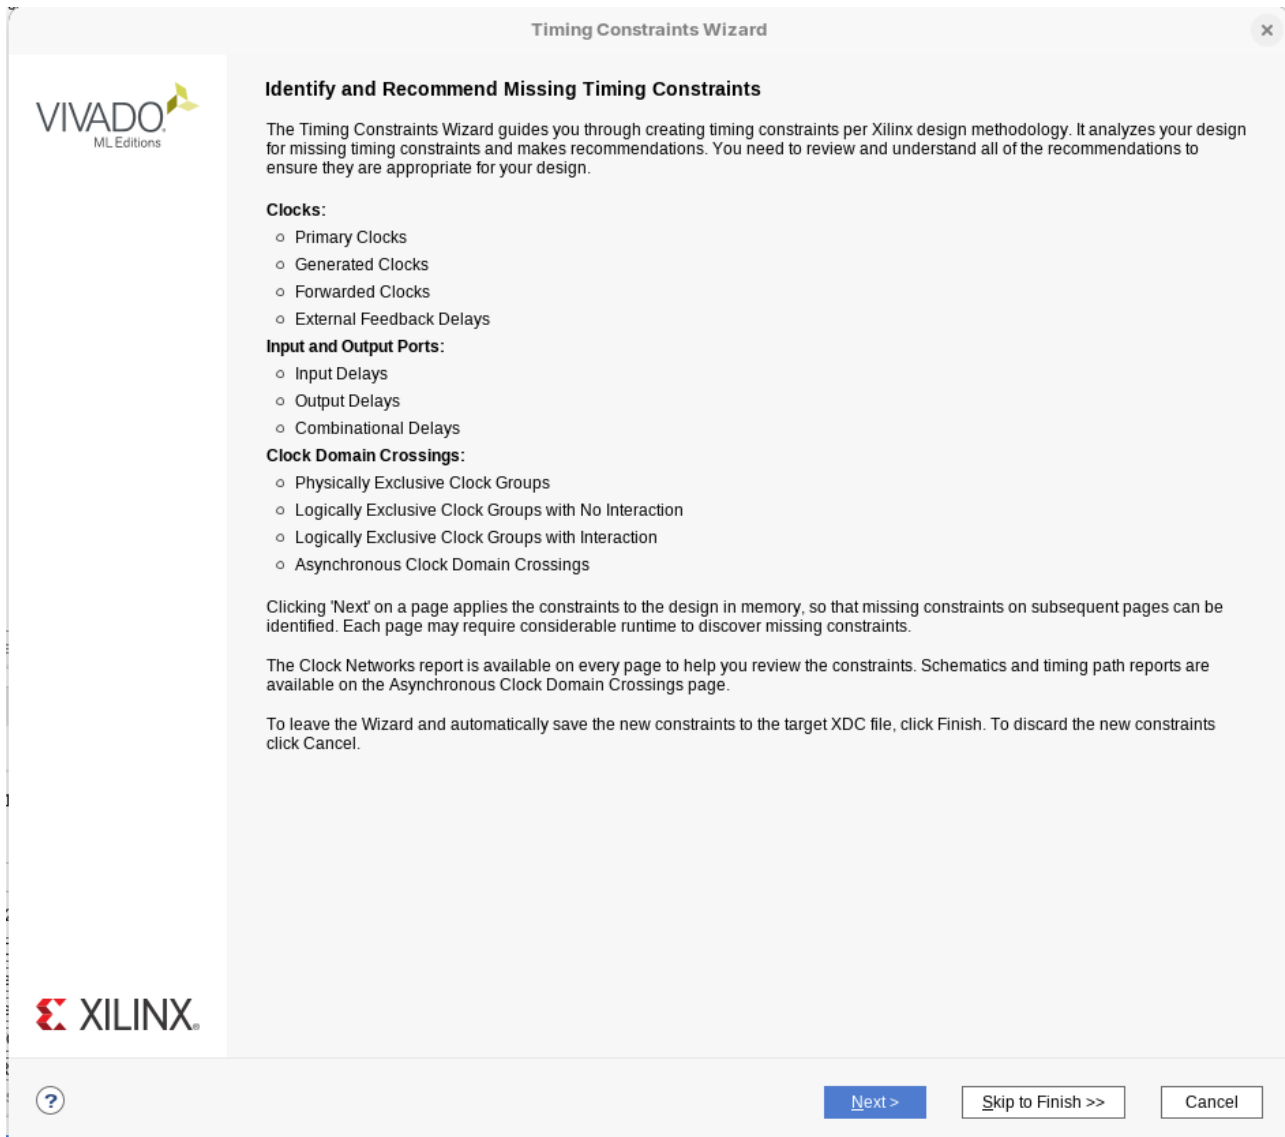 Timing Constraints Wizard
VIVADO
ML Editions
Identify and Recommend Missing Timing Constraints
The Timing Constraints Wizard guides you through creating timing constraints per Xilinx design methodology. It analyzes your design
for missing timing constraints and makes recommendations. You need to review and understand all of the recommendations to
ensure they are appropriate for your design.
Clocks:
Primary Clocks
Generated Clocks
Forwarded Clocks
External Feedback Delays
Input and Output Ports:
Input Delays
Output Delays
Combinational Delays
Clock Domain Crossings:
Physically Exclusive Clock Groups
Logically Exclusive Clock Groups with No Interaction
Logically Exclusive Clock Groups with Interaction
Asynchronous Clock Domain Crossings
Clicking 'Next' on a page applies the constraints to the design in memory, so that missing constraints on subsequent pages can be
identified. Each page may require considerable runtime to discover missing constraints.
The Clock Networks report is available on every page to help you review the constraints. Schematics and timing path reports are
available on the Asynchronous Clock Domain Crossings page.
To leave the Wizard and automatically save the new constraints to the target XDC file, click Finish. To discard the new constraints
click Cancel.
XILINX®
?
Next >
Skip to Finish >>
Cancel